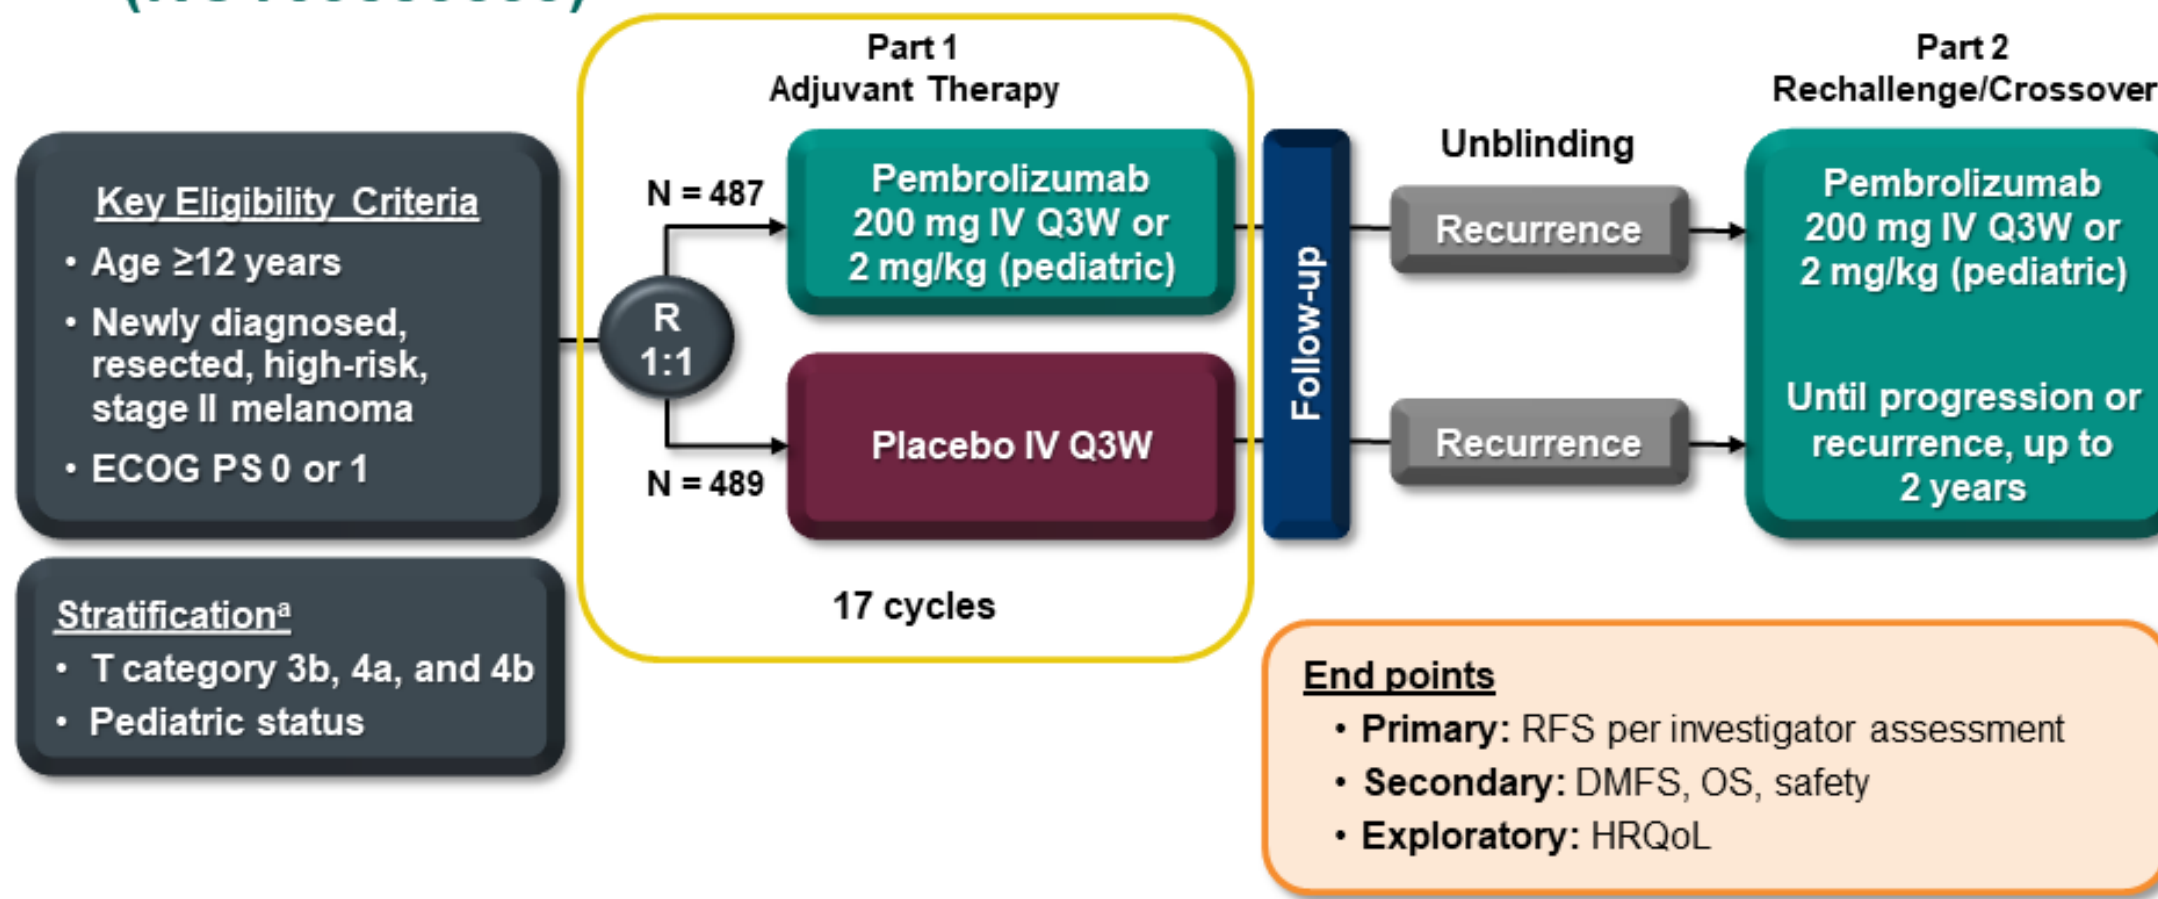 Part 1
Adjuvant Therapy
Part 2
Rechallenge/Crossover
Key Eligibility Criteria
• Age ≥12 years
• Newly diagnosed,
resected, high-risk,
stage II melanoma
• ECOG PS 0 or 1
Stratificationᵃ
• T category 3b, 4a, and 4b
• Pediatric status
R
1:1
N = 487
N = 489
Pembrolizumab
200 mg IV Q3W or
2 mg/kg (pediatric)
Placebo IV Q3W
17 cycles
Follow-up
Unblinding
Recurrence
Recurrence
Pembrolizumab
200 mg IV Q3W or
2 mg/kg (pediatric)
Until progression or
recurrence, up to
2 years
End points
• Primary: RFS per investigator assessment
• Secondary: DMFS, OS, safety
• Exploratory: HRQoL